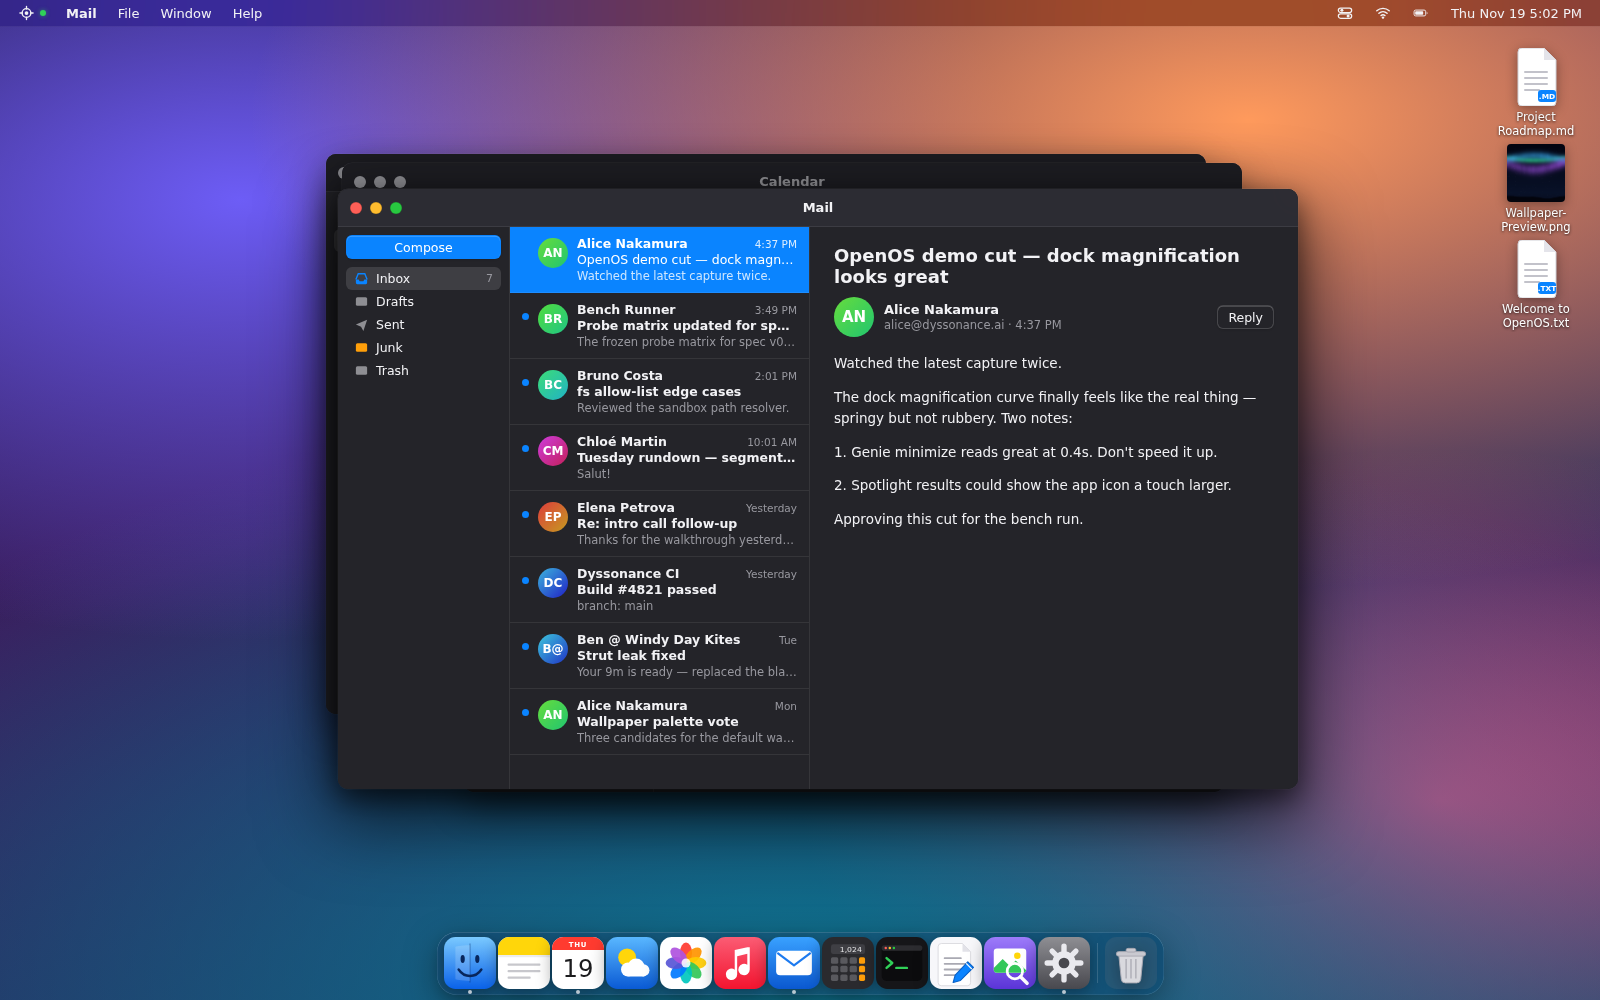 Mail File Window Help
Thu Nov 19 5:02 PM
.MD
Project
Roadmap.md
Wallpaper-
Preview.png
.TXT
Welcome to
OpenOS.txt
Calendar
Mail
Compose
Inbox 7
Drafts
Sent
Junk
Trash
AN
Alice Nakamura 4:37 PM
OpenOS demo cut — dock magn…
Watched the latest capture twice.
BR
Bench Runner 3:49 PM
Probe matrix updated for sp…
The frozen probe matrix for spec v0…
BC
Bruno Costa 2:01 PM
fs allow-list edge cases
Reviewed the sandbox path resolver.
CM
Chloé Martin 10:01 AM
Tuesday rundown — segment…
Salut!
EP
Elena Petrova Yesterday
Re: intro call follow-up
Thanks for the walkthrough yesterd…
DC
Dyssonance CI Yesterday
Build #4821 passed
branch: main
B@
Ben @ Windy Day Kites Tue
Strut leak fixed
Your 9m is ready — replaced the bla…
AN
Alice Nakamura Mon
Wallpaper palette vote
Three candidates for the default wa…
OpenOS demo cut — dock magnification
looks great
AN
Alice Nakamura
alice@dyssonance.ai · 4:37 PM
Reply
Watched the latest capture twice.
The dock magnification curve finally feels like the real thing —
springy but not rubbery. Two notes:
1. Genie minimize reads great at 0.4s. Don't speed it up.
2. Spotlight results could show the app icon a touch larger.
Approving this cut for the bench run.
THU
19
1,024